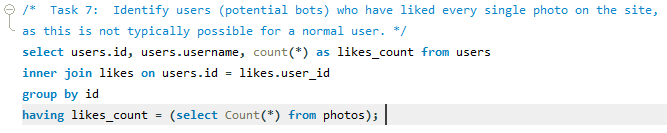 /*  Task 7:  Identify users (potential bots) who have liked every single photo on the site,
as this is not typically possible for a normal user. */
select users.id, users.username, count(*) as likes_count from users
inner join likes on users.id = likes.user_id
group by id
having likes_count = (select Count(*) from photos);